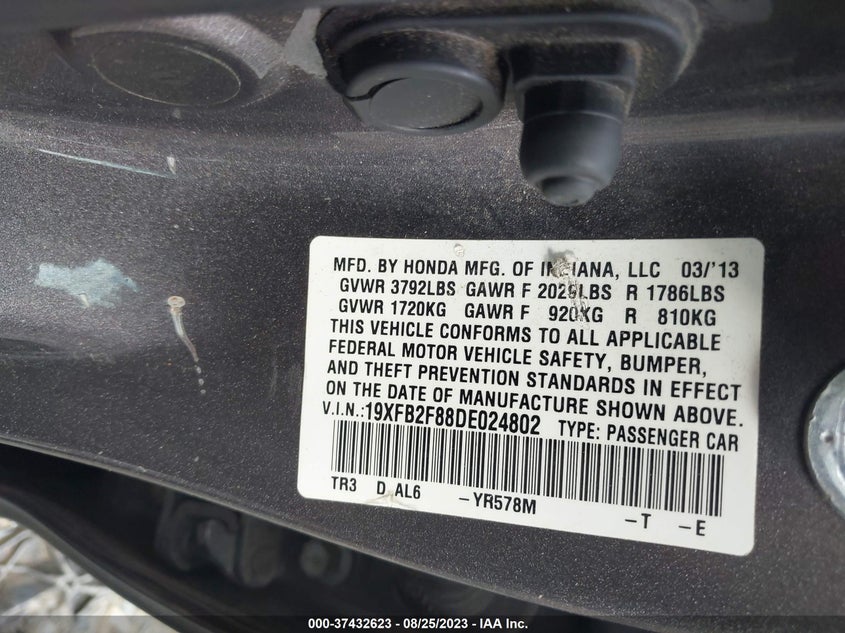 MFD. BY HONDA MFG. OF INDIANA, LLC 03/'13
GVWR 3792LBS GAWR F 2029LBS R 1786LBS
GVWR 1720KG GAWR F 920KG R 810KG
THIS VEHICLE CONFORMS TO ALL APPLICABLE
FEDERAL MOTOR VEHICLE SAFETY, BUMPER,
AND THEFT PREVENTION STANDARDS IN EFFECT
ON THE DATE OF MANUFACTURE SHOWN ABOVE.
V.I.N.:19XFB2F88DE024802 TYPE: PASSENGER CAR
TR3 D AL6 -YR578M
-T -E
000-37432623 - 08/25/2023 - COPYRIGHT IAA, LLC.